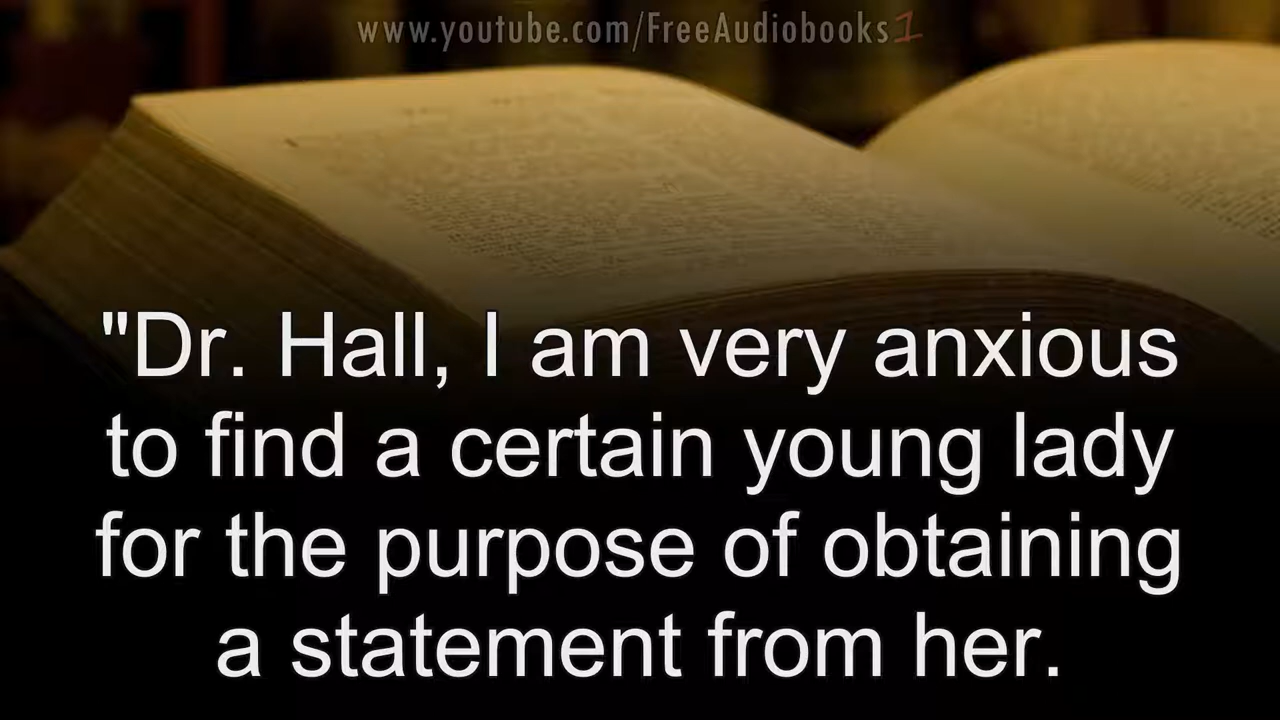 www.youtube.com/FreeAudiobooks1
"Dr. Hall, I am very anxious
to find a certain young lady
for the purpose of obtaining
a statement from her.